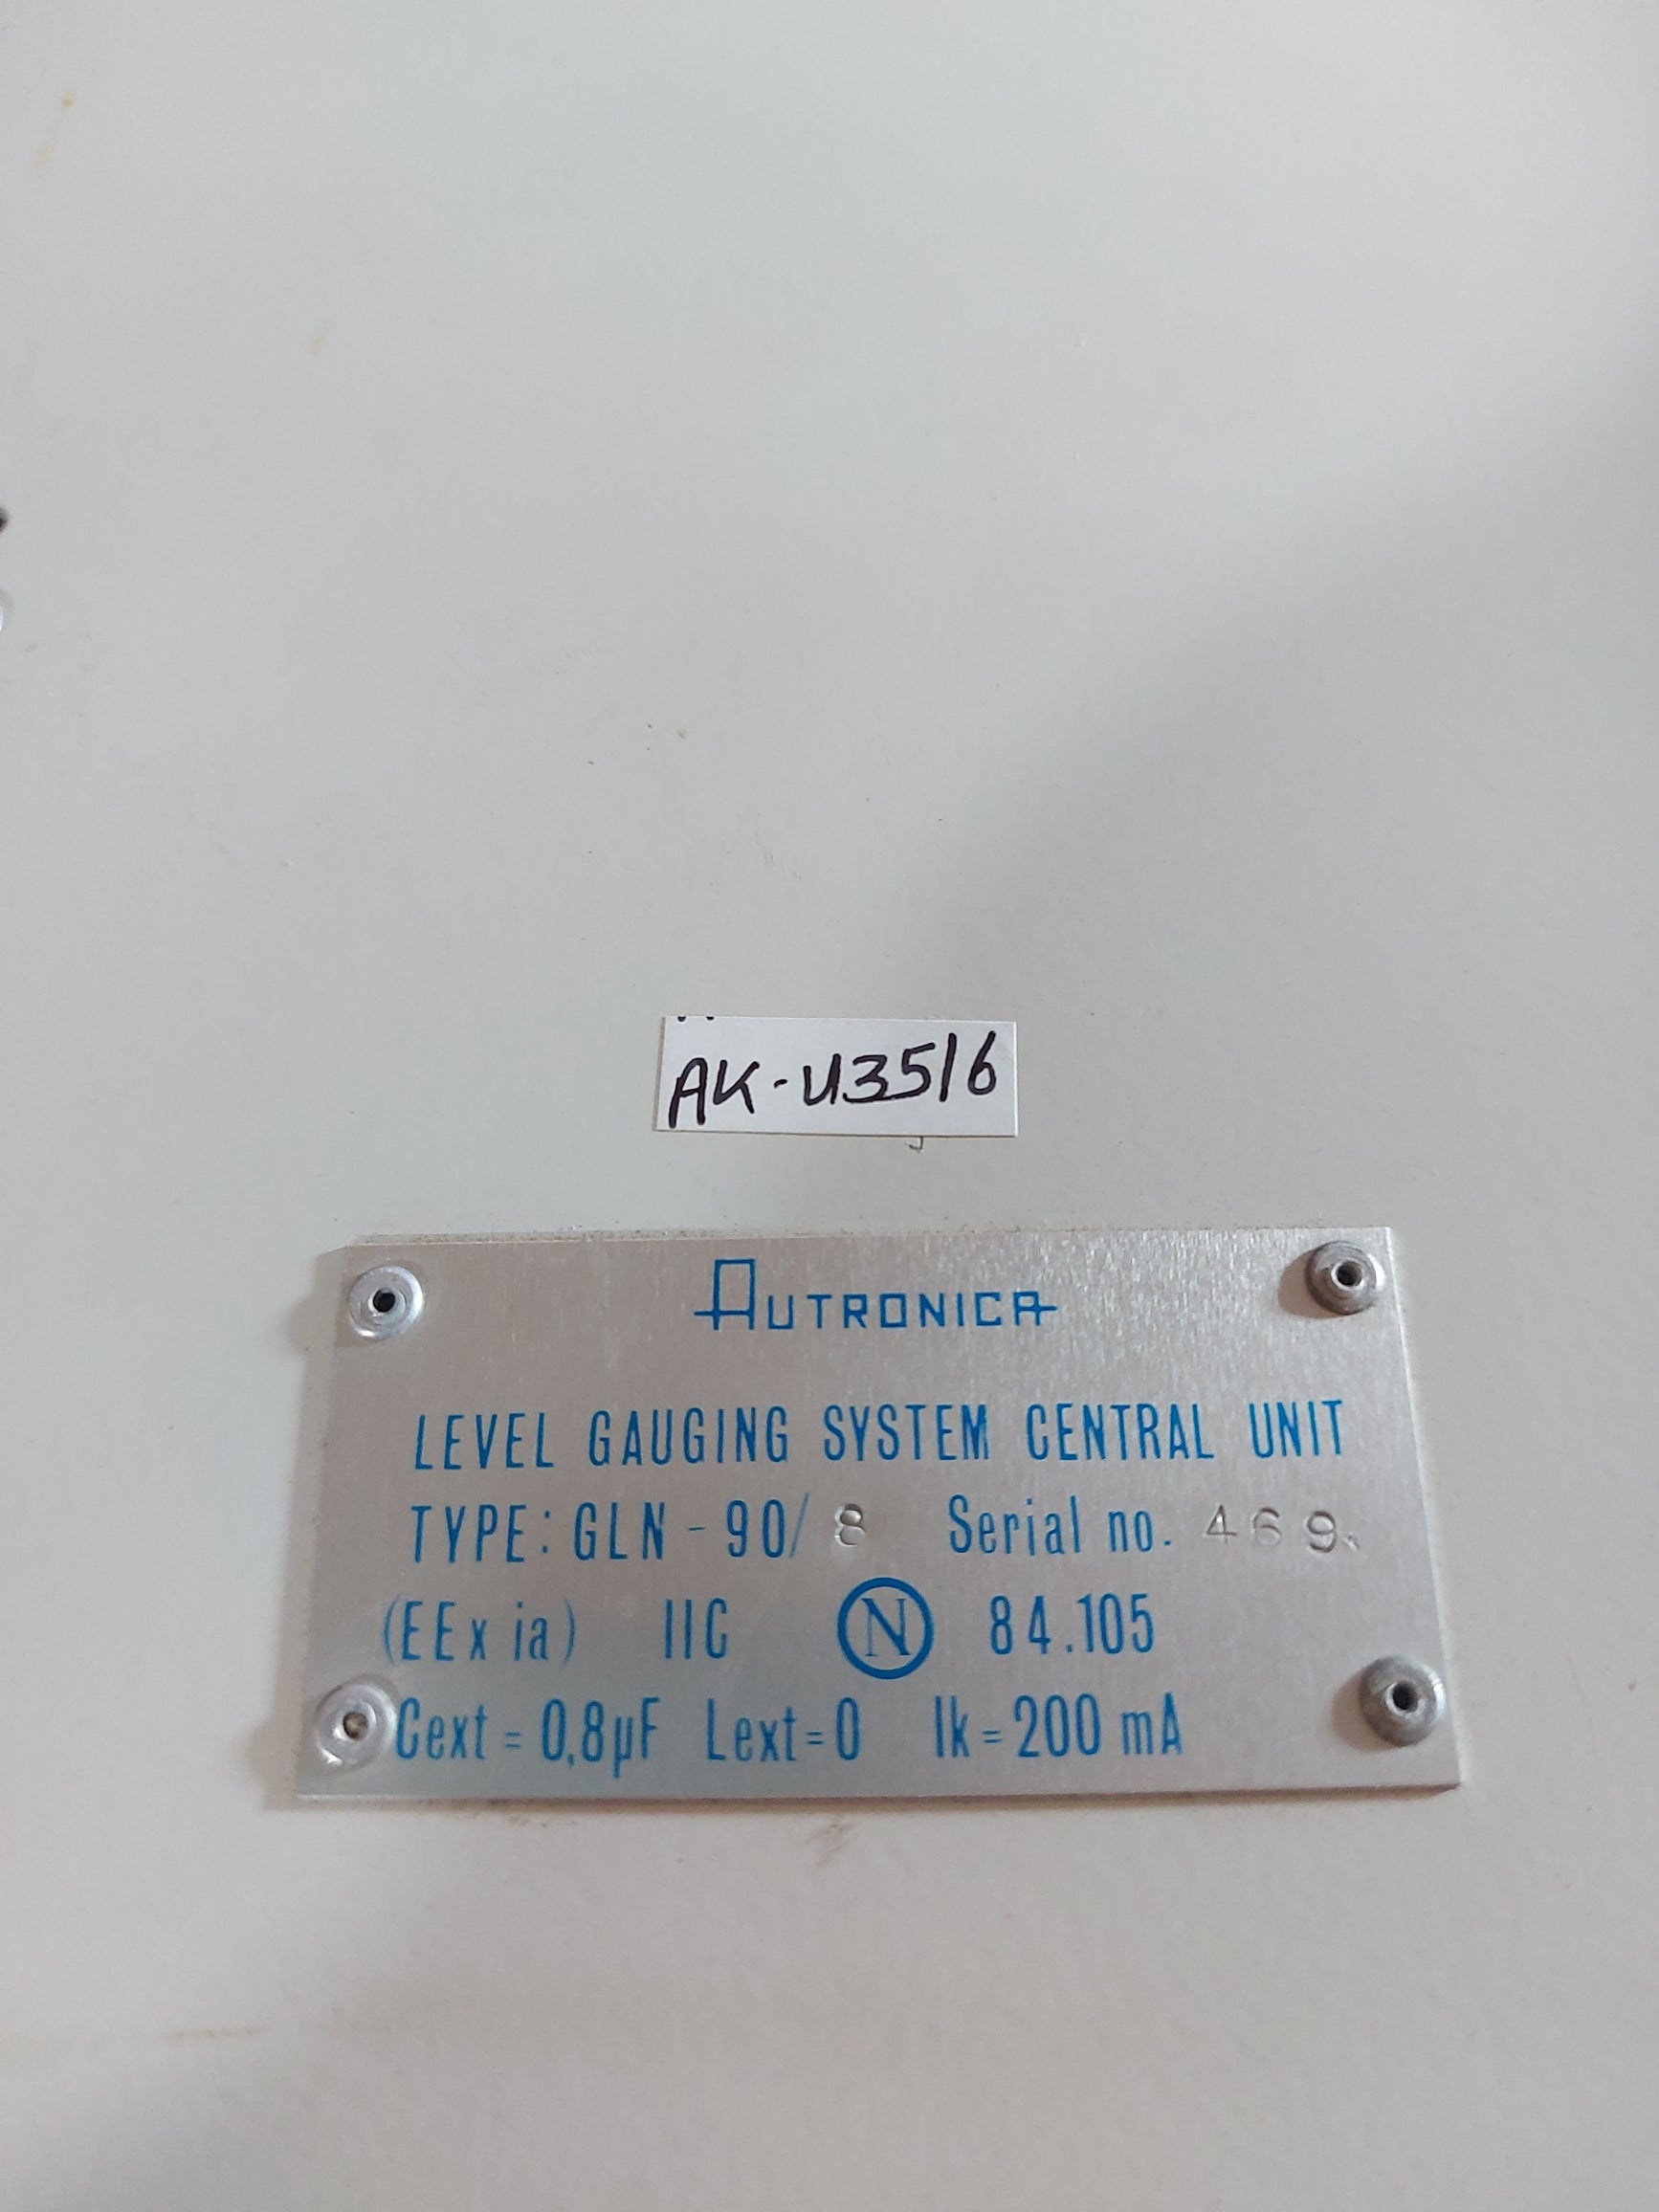 AK-U3516
AUTRONICA
LEVEL GAUGING SYSTEM CENTRAL UNIT
TYPE: GLN - 90/ 8 Serial no. 469.
(EEx ia) IIC N 84.105
Cext = 0,8µF Lext=0 Ik = 200 mA